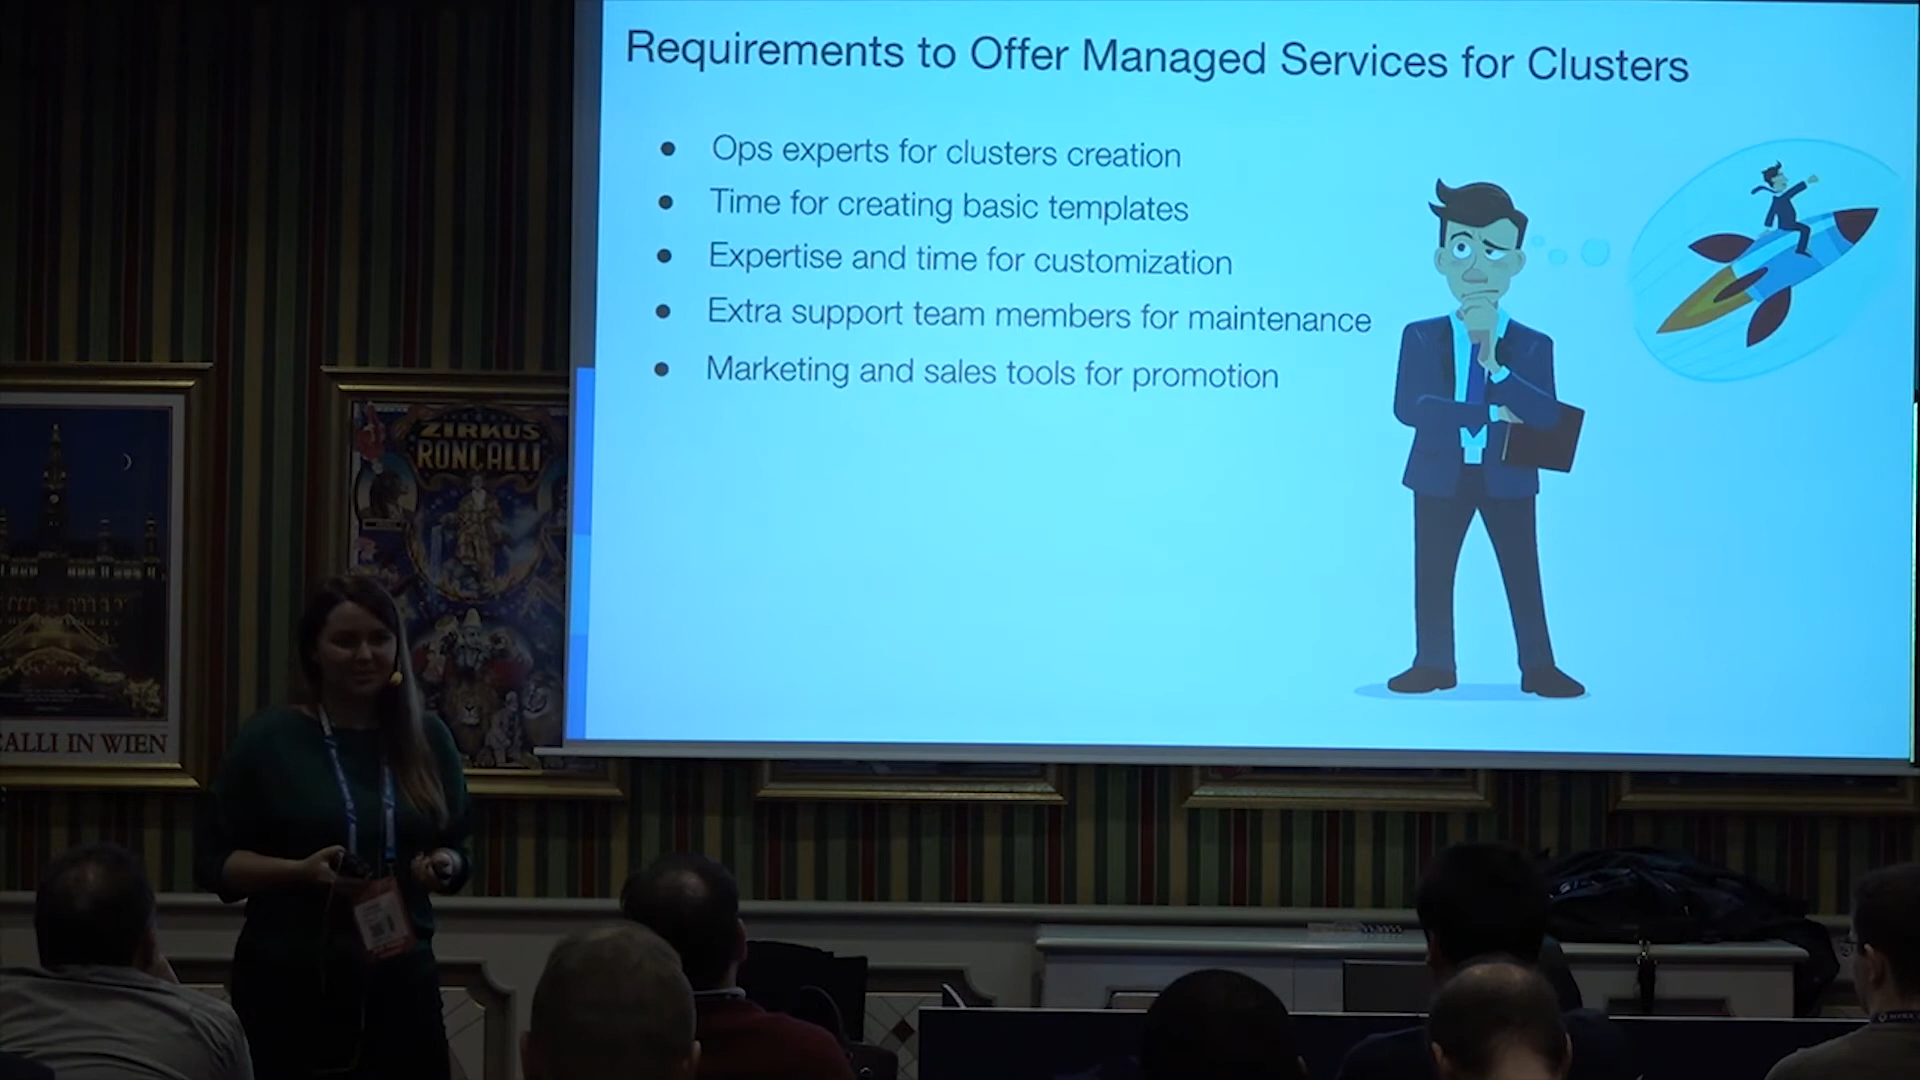 Requirements to Offer Managed Services for Clusters
● Ops experts for clusters creation
● Time for creating basic templates
● Expertise and time for customization
● Extra support team members for maintenance
● Marketing and sales tools for promotion
ZIRKUS
RONCALLI
CALLI IN WIEN